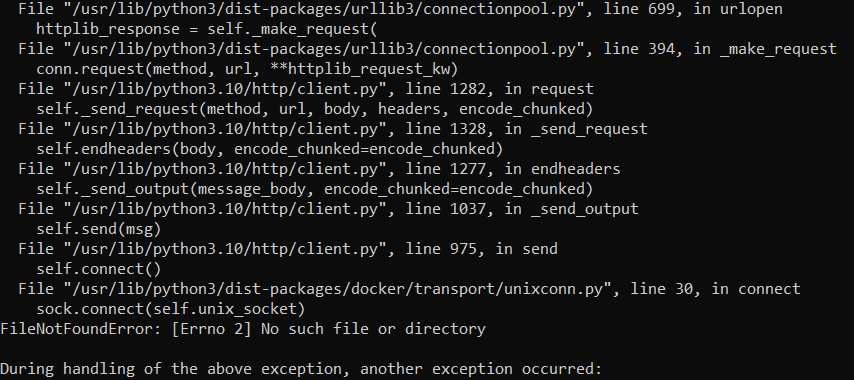 File "/usr/lib/python3/dist-packages/urllib3/connectionpool.py", line 699, in urlopen
httplib_response = self._make_request(
File "/usr/lib/python3/dist-packages/urllib3/connectionpool.py", line 394, in _make_request
conn.request(method, url, **httplib_request_kw)
File "/usr/lib/python3.10/http/client.py", line 1282, in request
self._send_request(method, url, body, headers, encode_chunked)
File "/usr/lib/python3.10/http/client.py", line 1328, in _send_request
self.endheaders(body, encode_chunked=encode_chunked)
File "/usr/lib/python3.10/http/client.py", line 1277, in endheaders
self._send_output(message_body, encode_chunked=encode_chunked)
File "/usr/lib/python3.10/http/client.py", line 1037, in _send_output
self.send(msg)
File "/usr/lib/python3.10/http/client.py", line 975, in send
self.connect()
File "/usr/lib/python3/dist-packages/docker/transport/unixconn.py", line 30, in connect
sock.connect(self.unix_socket)
FileNotFoundError: [Errno 2] No such file or directory

During handling of the above exception, another exception occurred: